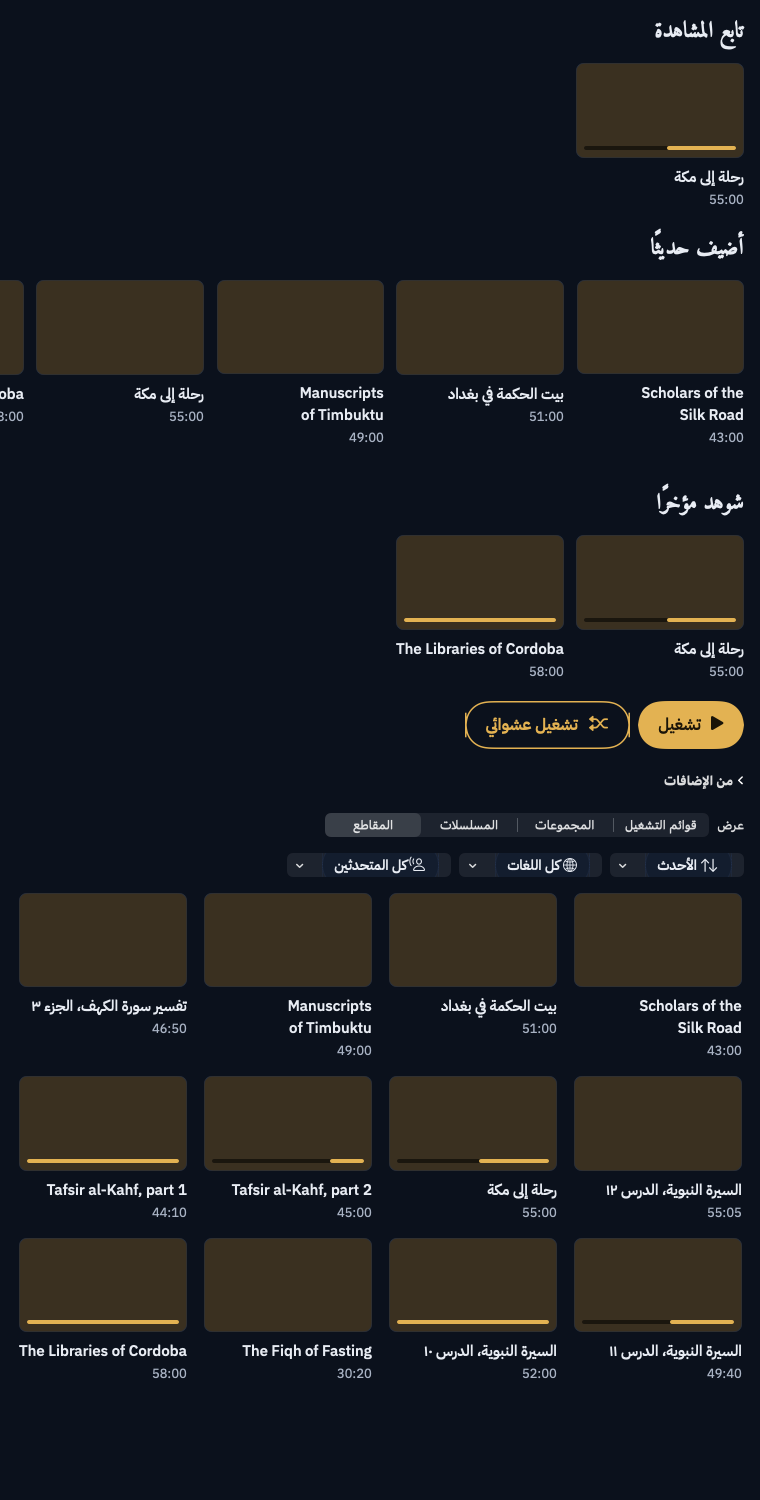 تابع المشاهدة
رحلة إلى مكة
55:00
أضيف حديثًا
Scholars of the
Silk Road
43:00
بيت الحكمة في بغداد
51:00
Manuscripts
of Timbuktu
49:00
رحلة إلى مكة
55:00
oba
3:00
شوهد مؤخرًا
رحلة إلى مكة
55:00
The Libraries of Cordoba
58:00
تشغيل
تشغيل عشوائي
من الإضافات
عرض
قوائم التشغيل
المجموعات
المسلسلات
المقاطع
الأحدث
كل اللغات
كل المتحدثين
Scholars of the
Silk Road
43:00
بيت الحكمة في بغداد
51:00
Manuscripts
of Timbuktu
49:00
تفسير سورة الكهف، الجزء ٣
46:50
السيرة النبوية، الدرس ١٢
55:05
رحلة إلى مكة
55:00
Tafsir al-Kahf, part 2
45:00
Tafsir al-Kahf, part 1
44:10
السيرة النبوية، الدرس ١١
49:40
السيرة النبوية، الدرس ١٠
52:00
The Fiqh of Fasting
30:20
The Libraries of Cordoba
58:00